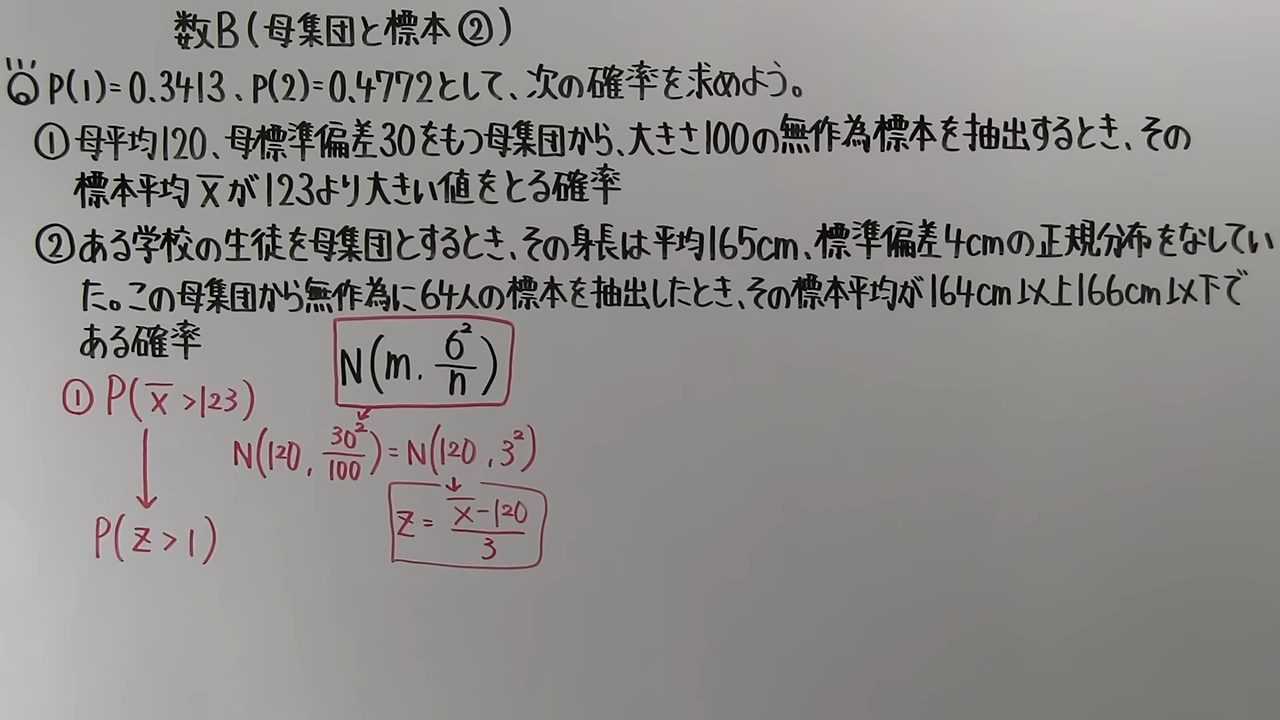 数B(母集団と標本②)
P(1)=0.3413、P(2)=0.4772として、次の確率を求めよう。
①母平均120、母標準偏差30をもつ母集団から、大きさ100の無作為標本を抽出するとき、その
標本平均X̄が123より大きい値をとる確率
②ある学校の生徒を母集団とするとき、その身長は平均165cm、標準偏差4cmの正規分布をなしてい
た。この母集団から無作為に64人の標本を抽出したとき、その標本平均が164cm以上166cm以下で
ある確率
N(m, σ²/n)
①P(X̄>123)
N(120, 30²/100)=N(120, 3²)
Z=(X̄-120)/3
P(Z>1)